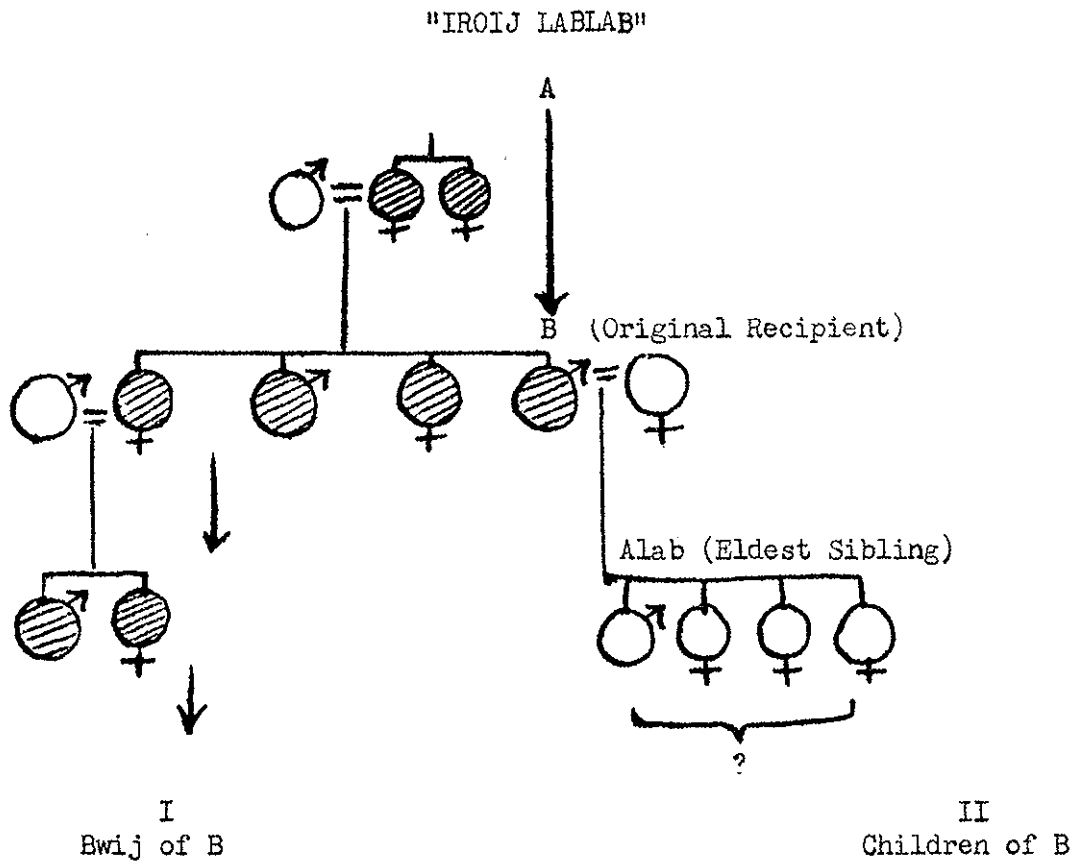 "IROIJ LABLAB"
A
B (Original Recipient)
Alab (Eldest Sibling)
?
I
Bwij of B
II
Children of B